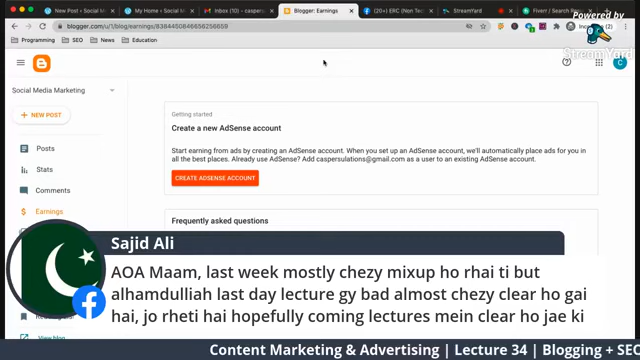 New Post ‹ Social M
My Home ‹ Social M
Inbox (10) - caspers
Blogger: Earnings
(20+) ERC (Non Tec
StreamYard
Fiverr / Search Res
Powered by
StreamYard
blogger.com/u/1/blog/earnings/8384450846656256659
Programming
SEO
News
Education
Social Media Marketing
C
+ NEW POST
Posts
Stats
Comments
Earnings
View blog
Getting started
Create a new AdSense account
Start earning from ads by creating an AdSense account. When you set up an AdSense account, we'll automatically place ads for you in
all the best places. Already use AdSense? Add caspersulations@gmail.com as a user to an existing AdSense account.
CREATE ADSENSE ACCOUNT
Frequently asked questions
Sajid Ali
AOA Maam, last week mostly chezy mixup ho rhai ti but
alhamdulliah last day lecture gy bad almost chezy clear ho gai
hai, jo rheti hai hopefully coming lectures mein clear ho jae ki
Content Marketing & Advertising | Lecture 34 | Blogging + SEO